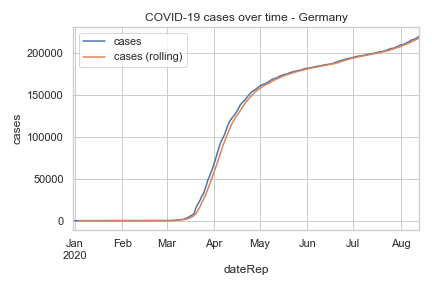 COVID-19 cases over time - Germany
cases
cases (rolling)
200000
150000
100000
50000
0
cases
Jan Feb Mar Apr May Jun Jul Aug
2020
dateRep